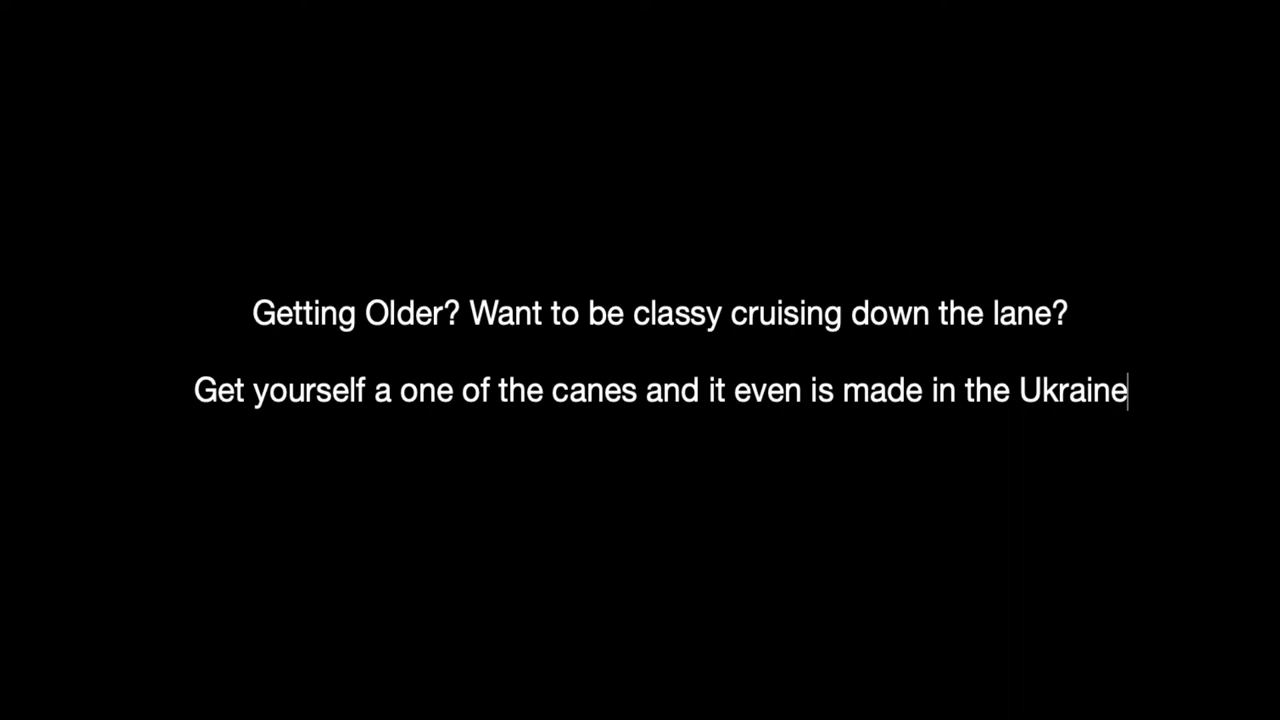 Getting Older? Want to be classy cruising down the lane?
Get yourself a one of the canes and it even is made in the Ukraine